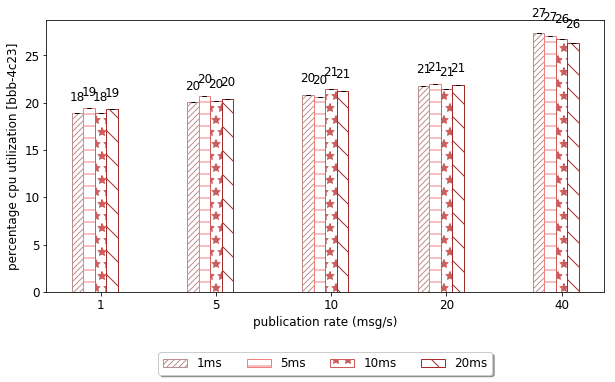 percentage cpu utilization [bbb-4c23]
25
20
15
10
5
0
18 19 18 19
20 20 20 20
20 20 21 21
21 21 21 21
27 27 26 26
1 5 10 20 40
publication rate (msg/s)
1ms 5ms 10ms 20ms